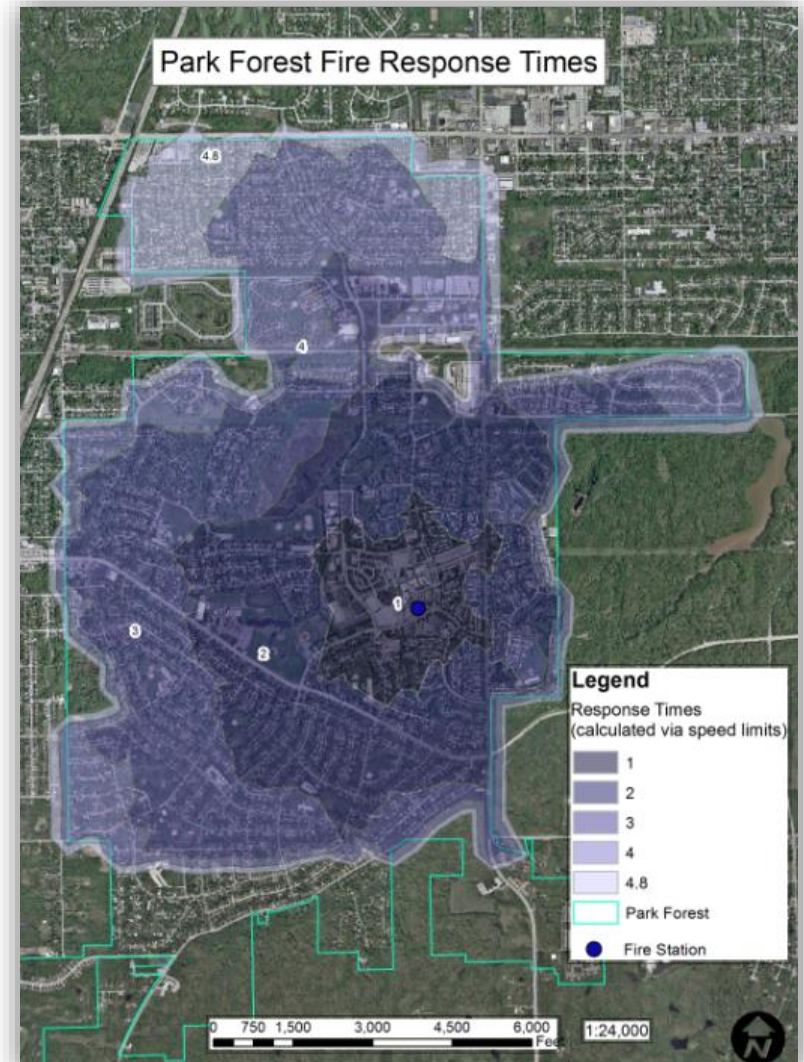 Park Forest Fire Response Times
4.8
4
1
3
2
Legend
Response Times
(calculated via speed limits)
1
2
3
4
4.8
Park Forest
Fire Station
0 750 1,500 3,000 4,500 6,000
Feet
1:24,000
N